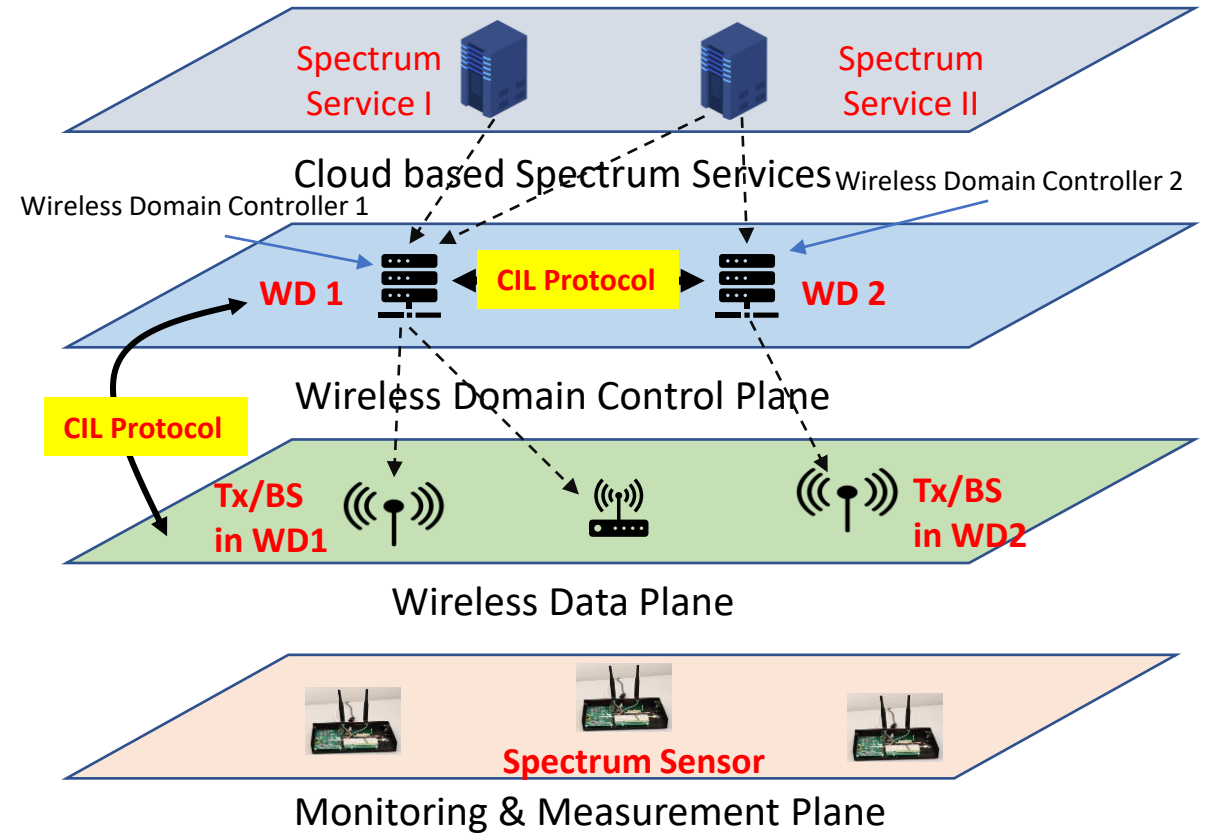 Spectrum
Service I
Spectrum
Service II
Cloud based Spectrum Services
Wireless Domain Controller 2
Wireless Domain Controller 1
WD 1
CIL Protocol
WD 2
Wireless Domain Control Plane
CIL Protocol
Tx/BS
in WD1
Tx/BS
in WD2
Wireless Data Plane
Spectrum Sensor
Monitoring & Measurement Plane